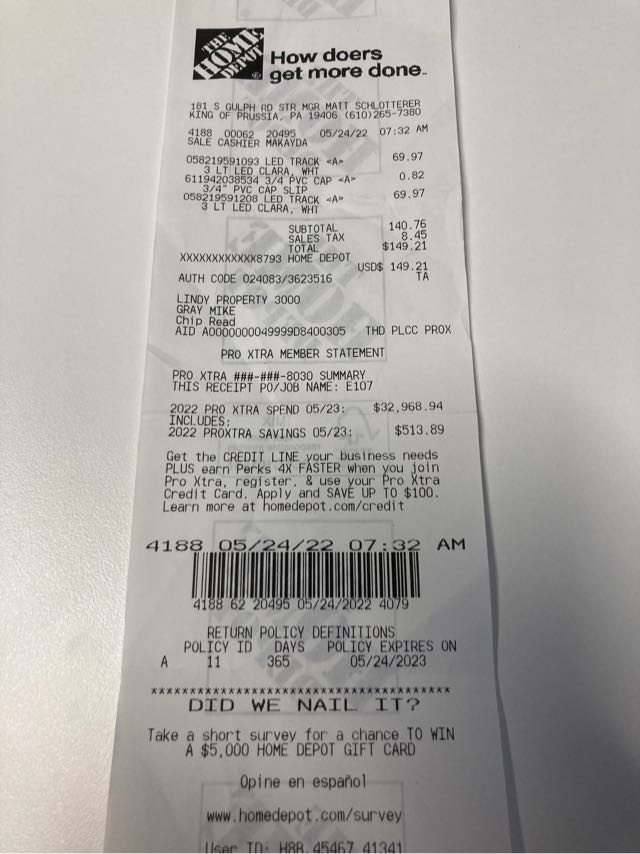 THE
HOME
DEPOT
How doers
get more done.
181 S GULPH RD STR MGR MATT SCHLOTTERER
KING OF PRUSSIA, PA 19406 (610)265-7380
4188 00062 20495 05/24/22 07:32 AM
SALE CASHIER MAKAYDA
058219591093 LED TRACK <A> 69.97
3 LT LED CLARA, WHT
611942038534 3/4 PVC CAP <A> 0.82
3/4" PVC CAP SLIP
058219591208 LED TRACK <A> 69.97
3 LT LED CLARA, WHT
SUBTOTAL 140.76
SALES TAX 8.45
TOTAL $149.21
XXXXXXXXXXXX8793 HOME DEPOT
USD$ 149.21
AUTH CODE 024083/3623516 TA
LINDY PROPERTY 3000
GRAY MIKE
Chip Read
AID A0000000049999D8400305 THD PLCC PROX
PRO XTRA MEMBER STATEMENT
PRO XTRA ###-###-8030 SUMMARY
THIS RECEIPT PO/JOB NAME: E107
2022 PRO XTRA SPEND 05/23: $32,968.94
INCLUDES:
2022 PROXTRA SAVINGS 05/23: $513.89
Get the CREDIT LINE your business needs
PLUS earn Perks 4X FASTER when you join
Pro Xtra, register, & use your Pro Xtra
Credit Card. Apply and SAVE UP TO $100.
Learn more at homedepot.com/credit
4188 05/24/22 07:32 AM
4188 62 20495 05/24/2022 4079
RETURN POLICY DEFINITIONS
POLICY ID DAYS POLICY EXPIRES ON
A 11 365 05/24/2023
****************************************
DID WE NAIL IT?
Take a short survey for a chance TO WIN
A $5,000 HOME DEPOT GIFT CARD
Opine en español
www.homedepot.com/survey
User ID: H8B 45467 41341